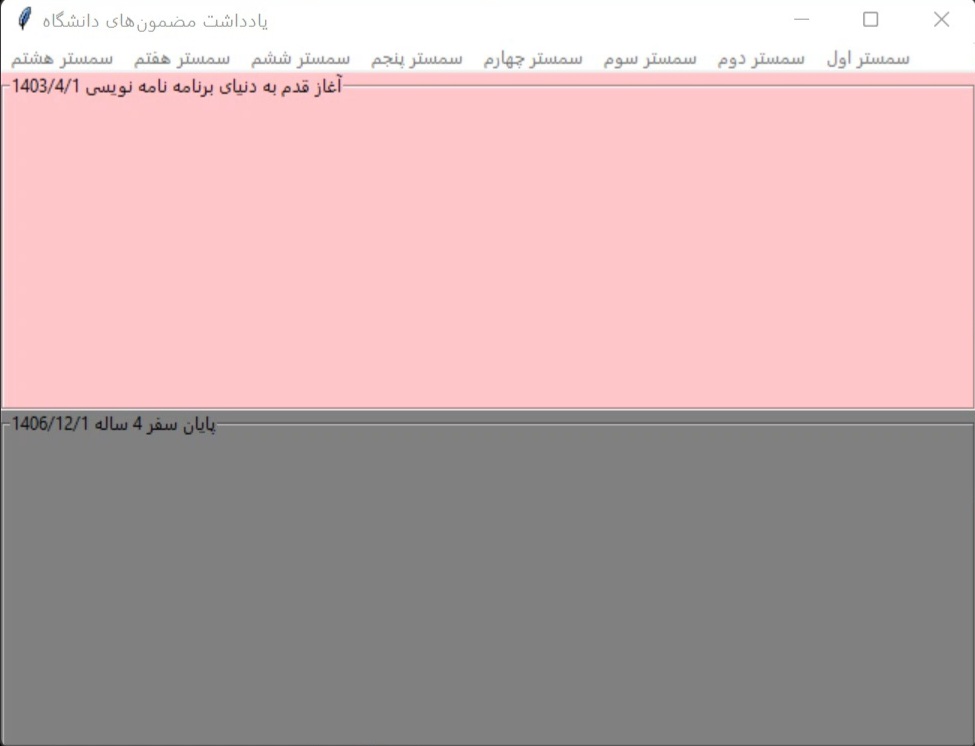 یادداشت مضمون‌های دانشگاه
سمستر اول سمستر دوم سمستر سوم سمستر چهارم سمستر پنجم سمستر ششم سمستر هفتم سمستر هشتم
آغاز قدم به دنیای برنامه نامه نویسی 1403/4/1
پایان سفر 4 ساله 1406/12/1